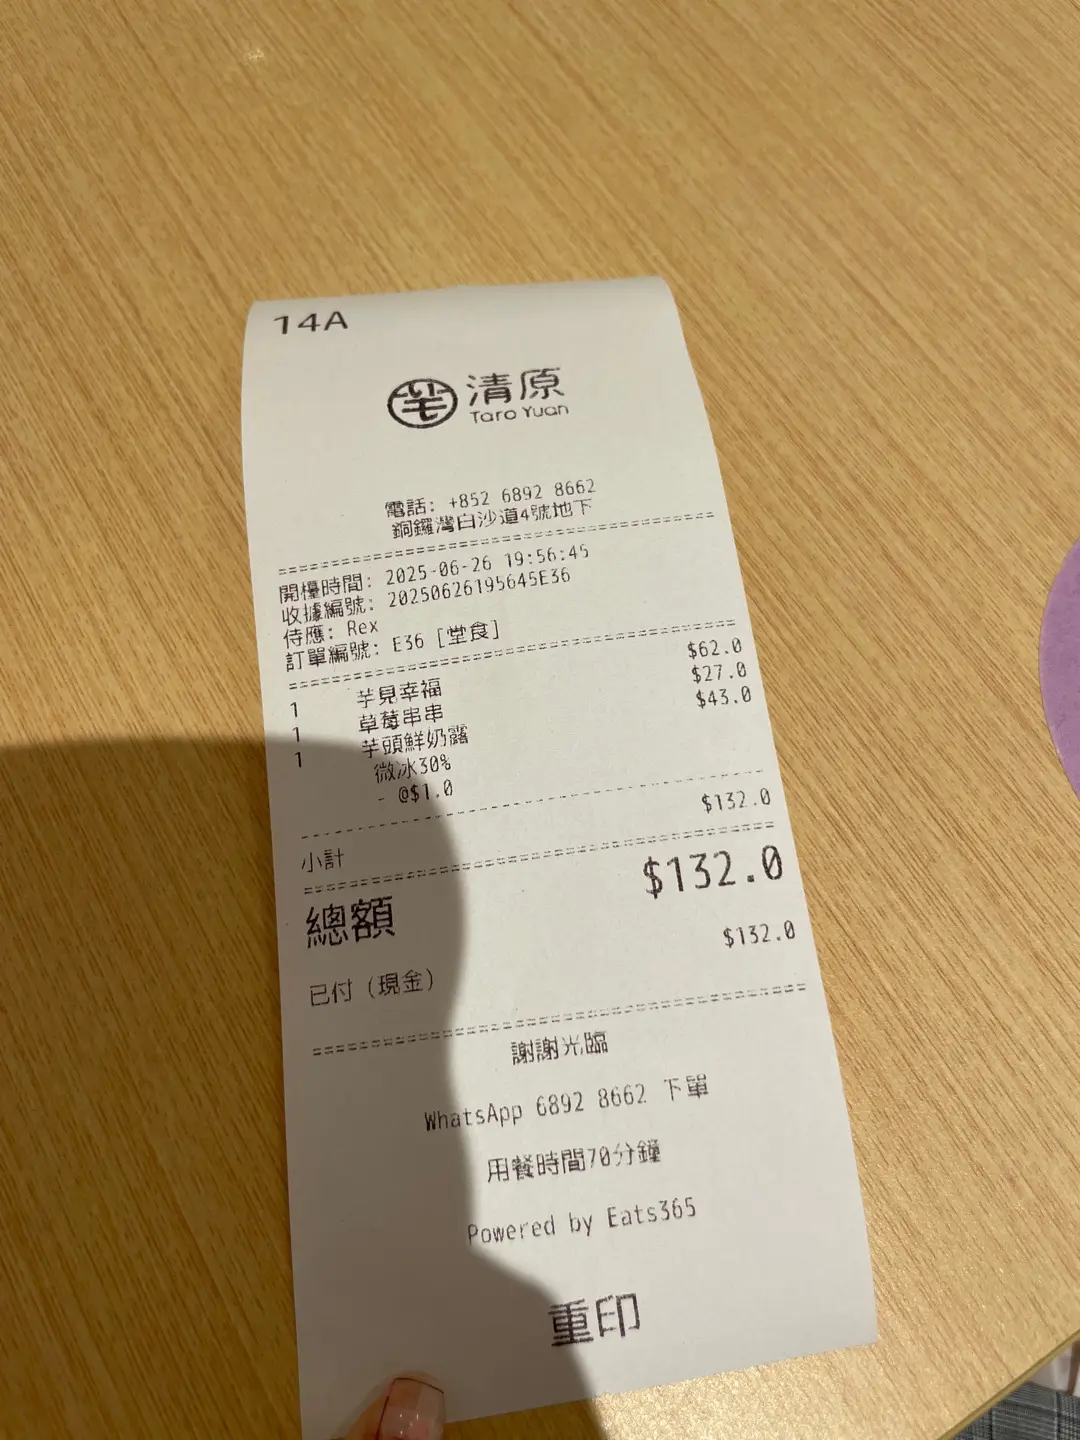 14A
芋 清原
Taro Yuan
電話: +852 6892 8662
銅鑼灣白沙道4號地下
開檯時間: 2025-06-26 19:56:45
收據編號: 20250626195645E36
侍應: Rex
訂單編號: E36 [堂食]
1 芋見幸福 $62.0
1 草莓串串 $27.0
1 芋頭鮮奶露 $43.0
微冰30%
- @$1.0
小計 $132.0
總額 $132.0
已付 (現金) $132.0
謝謝光臨
WhatsApp 6892 8662 下單
用餐時間70分鐘
Powered by Eats365
重印